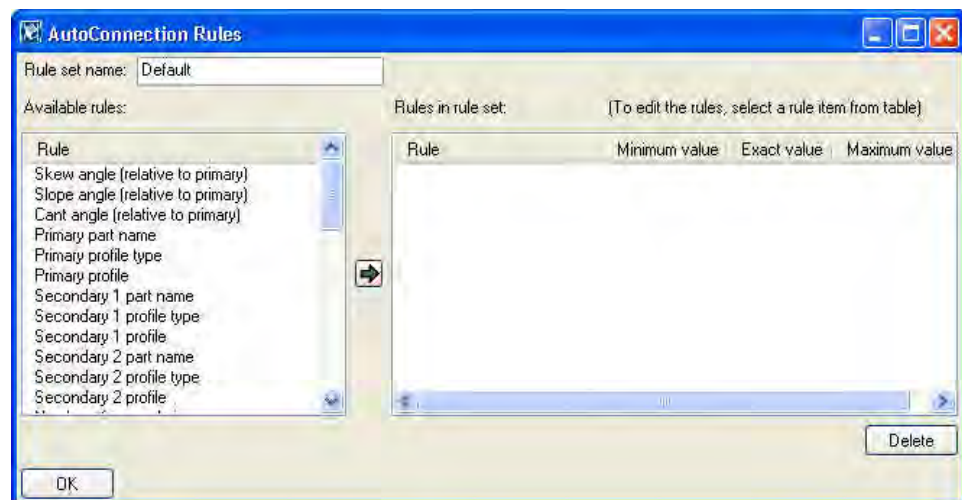 AutoConnection Rules
Rule set name: Default
Available rules:
Rules in rule set: (To edit the rules, select a rule item from table)
Rule
Skew angle (relative to primary)
Slope angle (relative to primary)
Cant angle (relative to primary)
Primary part name
Primary profile type
Primary profile
Secondary 1 part name
Secondary 1 profile type
Secondary 1 profile
Secondary 2 part name
Secondary 2 profile type
Secondary 2 profile
Rule Minimum value Exact value Maximum value
Delete
OK